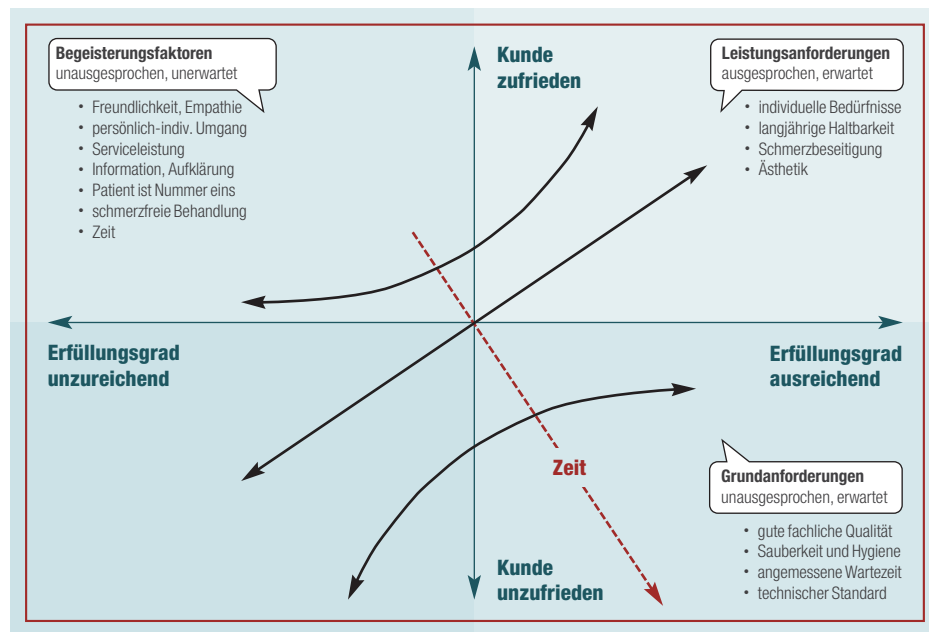 Begeisterungsfaktoren
unausgesprochen, unerwartet
• Freundlichkeit, Empathie
• persönlich-indiv. Umgang
• Serviceleistung
• Information, Aufklärung
• Patient ist Nummer eins
• schmerzfreie Behandlung
• Zeit
Kunde
zufrieden
Leistungsanforderungen
ausgesprochen, erwartet
• individuelle Bedürfnisse
• langjährige Haltbarkeit
• Schmerzbeseitigung
• Ästhetik
Erfüllungsgrad
unzureichend
Erfüllungsgrad
ausreichend
Zeit
Kunde
unzufrieden
Grundanforderungen
unausgesprochen, erwartet
• gute fachliche Qualität
• Sauberkeit und Hygiene
• angemessene Wartezeit
• technischer Standard